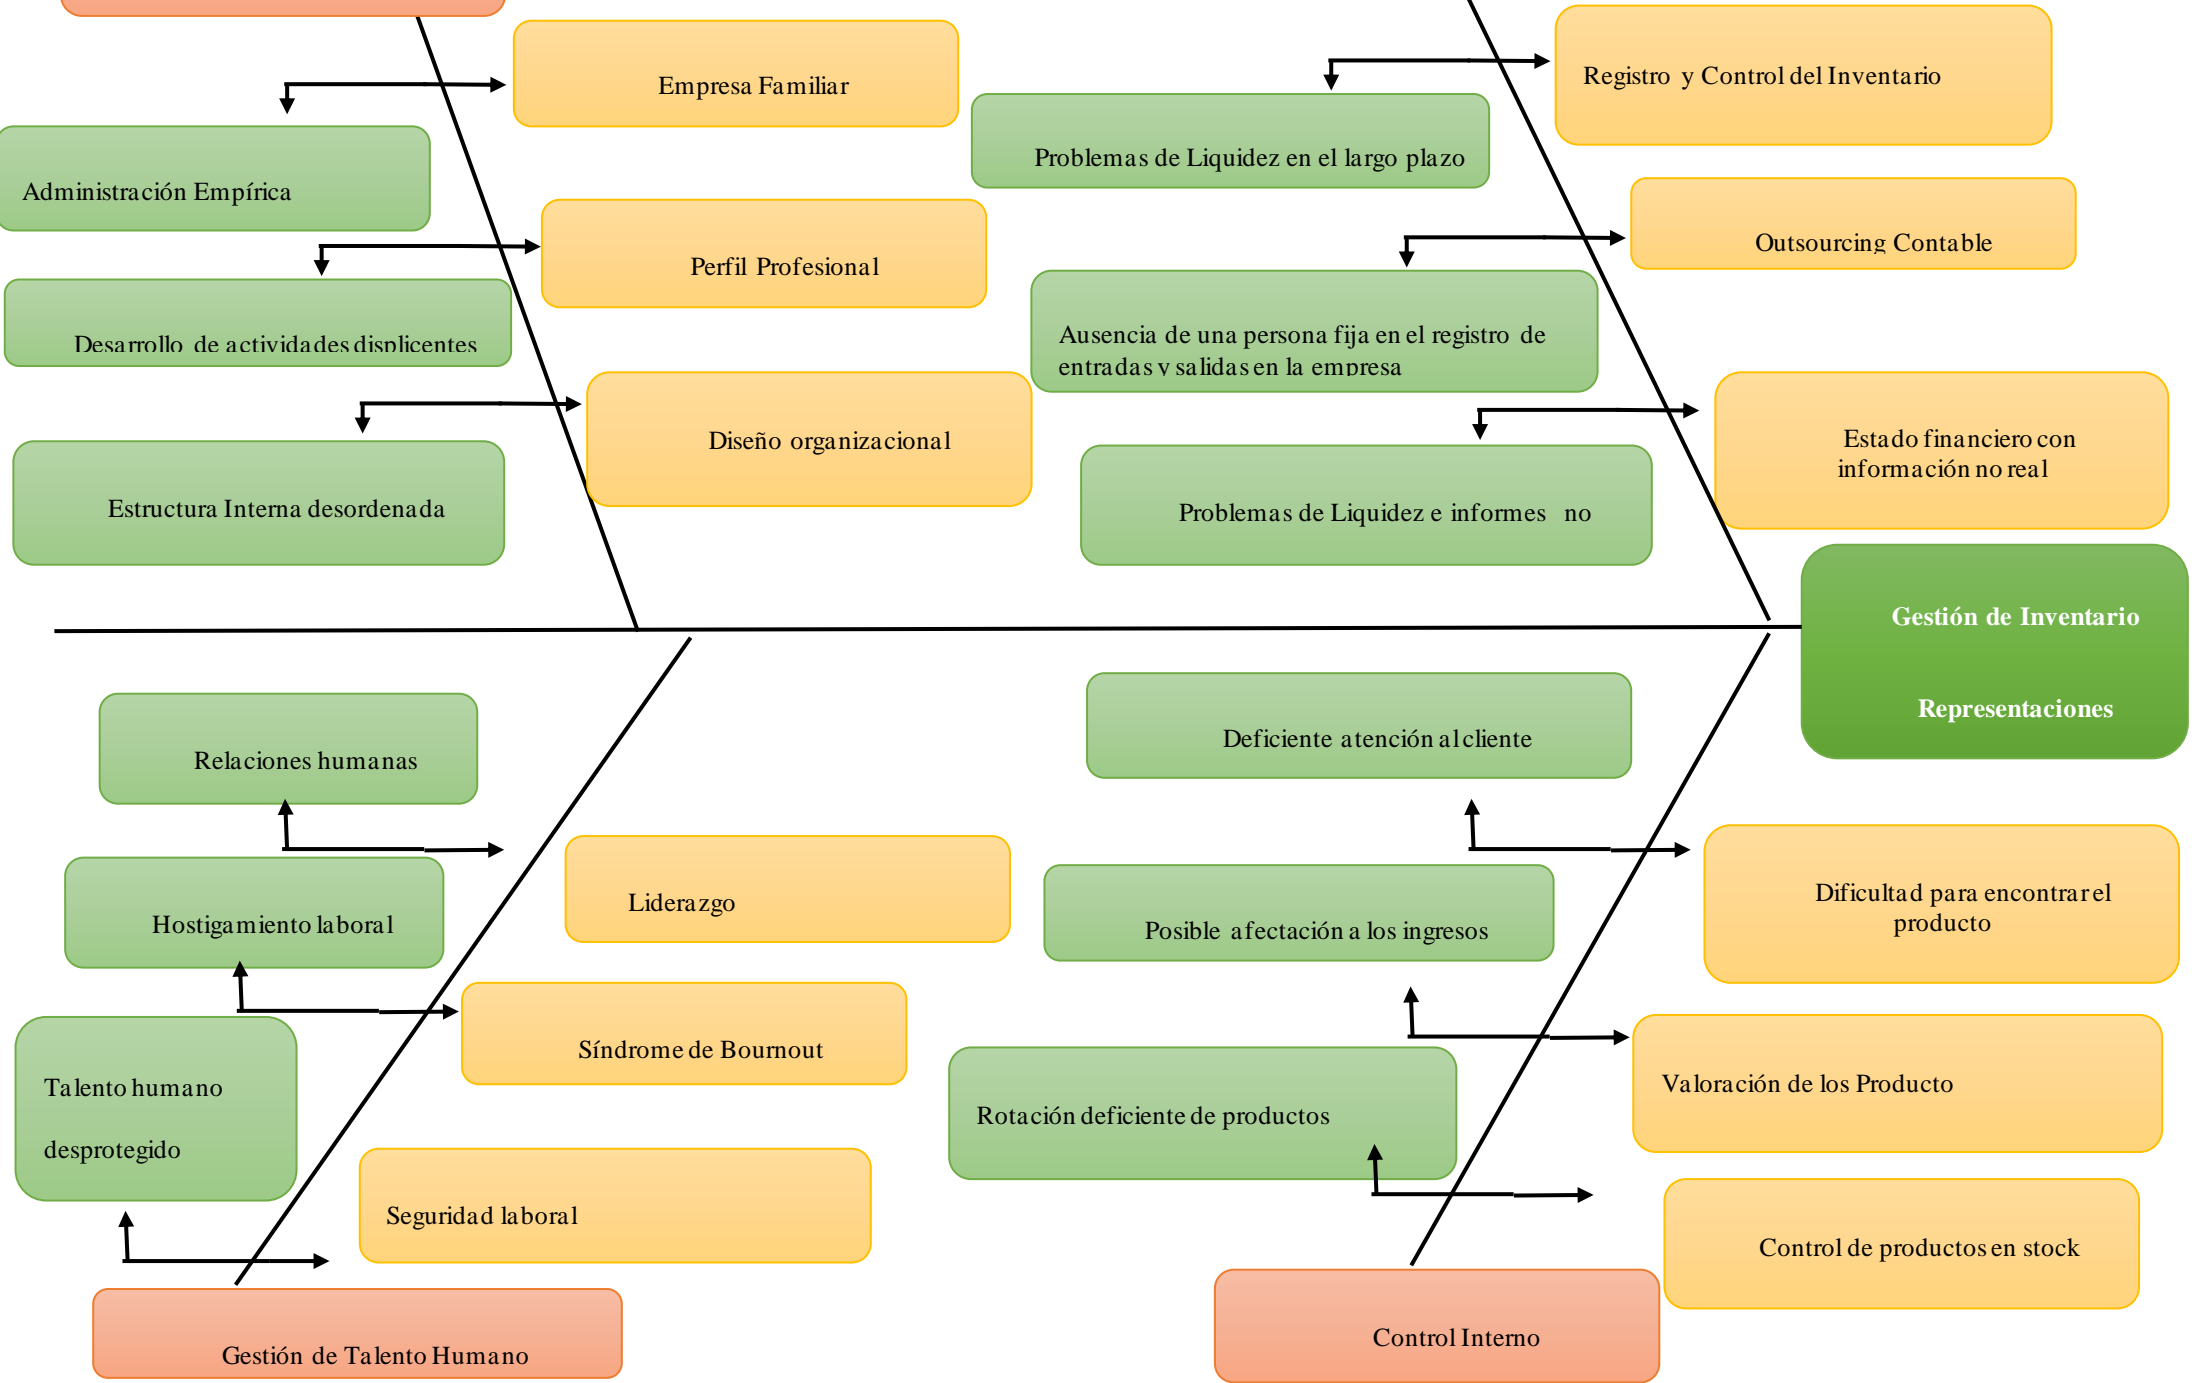 Empresa Familiar
Administración Empírica
Perfil Profesional
Desarrollo de actividades displicentes
Diseño organizacional
Estructura Interna desordenada
Registro y Control del Inventario
Problemas de Liquidez en el largo plazo
Outsourcing Contable
Ausencia de una persona fija en el registro de
entradas y salidas en la empresa
Estado financiero con
información no real
Problemas de Liquidez e informes no
Gestión de Inventario
Representaciones
Relaciones humanas
Liderazgo
Hostigamiento laboral
Síndrome de Bournout
Talento humano
desprotegido
Seguridad laboral
Gestión de Talento Humano
Deficiente atención al cliente
Dificultad para encontrar el
producto
Posible afectación a los ingresos
Valoración de los Producto
Rotación deficiente de productos
Control de productos en stock
Control Interno